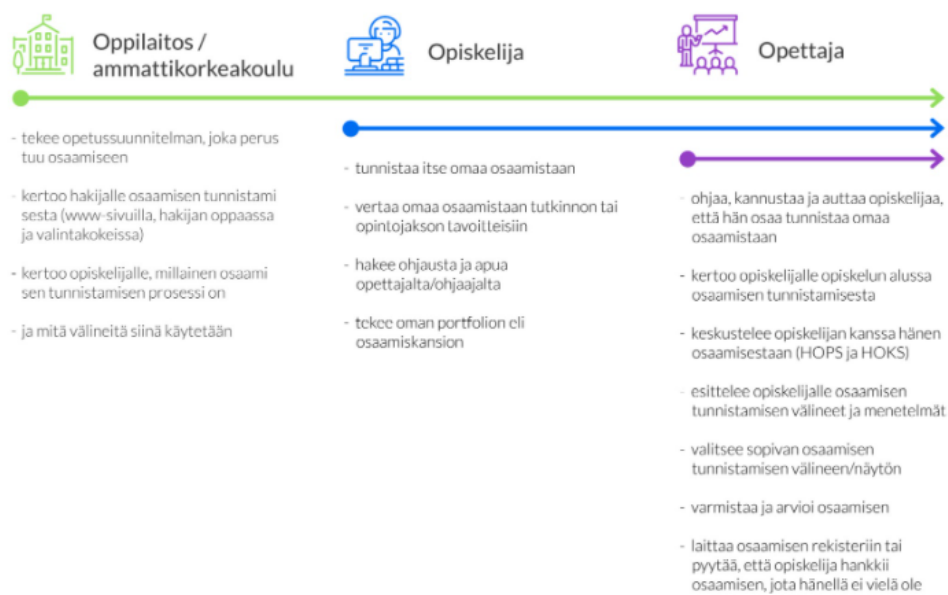 Oppilaitos /
ammattikorkeakoulu
- tekee opetussuunnitelman, joka perus
tuu osaamiseen
- kertoo hakijalle osaamisen tunnistami
sesta (www-sivuilla, hakijan oppaassa
ja valintakokeissa)
- kertoo opiskelijalle, millainen osaami
sen tunnistamisen prosessi on
- ja mitä välineitä siinä käytetään
Opiskelija
- tunnistaa itse omaa osaamistaan
- vertaa omaa osaamistaan tutkinnon tai
opintojakson tavoitteisiin
- hakee ohjausta ja apua
opettajalta/ohjaajalta
- tekee oman portfolion eli
osaamiskansion
Opettaja
- ohjaa, kannustaa ja auttaa opiskelijaa,
että hän osaa tunnistaa omaa
osaamistaan
- kertoo opiskelijalle opiskelun alussa
osaamisen tunnistamisesta
- keskustelee opiskelijan kanssa hänen
osaamisestaan (HOPS ja HOKS)
- esittelee opiskelijalle osaamisen
tunnistamisen välineet ja menetelmät
- valitsee sopivan osaamisen
tunnistamisen välineen/näytön
- varmistaa ja arvioi osaamisen
- laittaa osaamisen rekisteriin tai
pyytää, että opiskelija hankkii
osaamisen, jota hänellä ei vielä ole